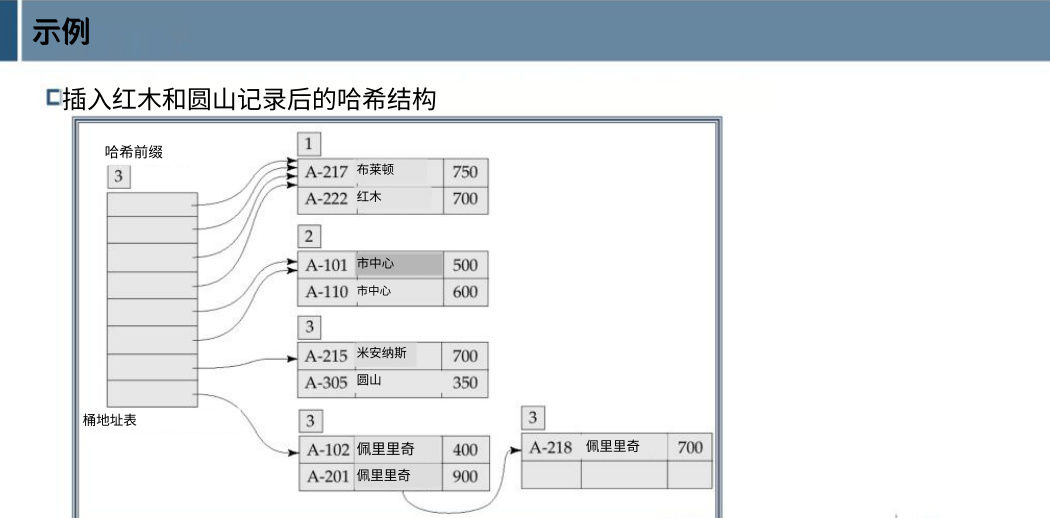 示例
插入红木和圆山记录后的哈希结构
哈希前缀
3
1
A-217 布莱顿 750
A-222 红木 700
2
A-101 市中心 500
A-110 市中心 600
3
A-215 米安纳斯 700
A-305 圆山 350
桶地址表
3
A-102 佩里里奇 400
A-201 佩里里奇 900
3
A-218 佩里里奇 700